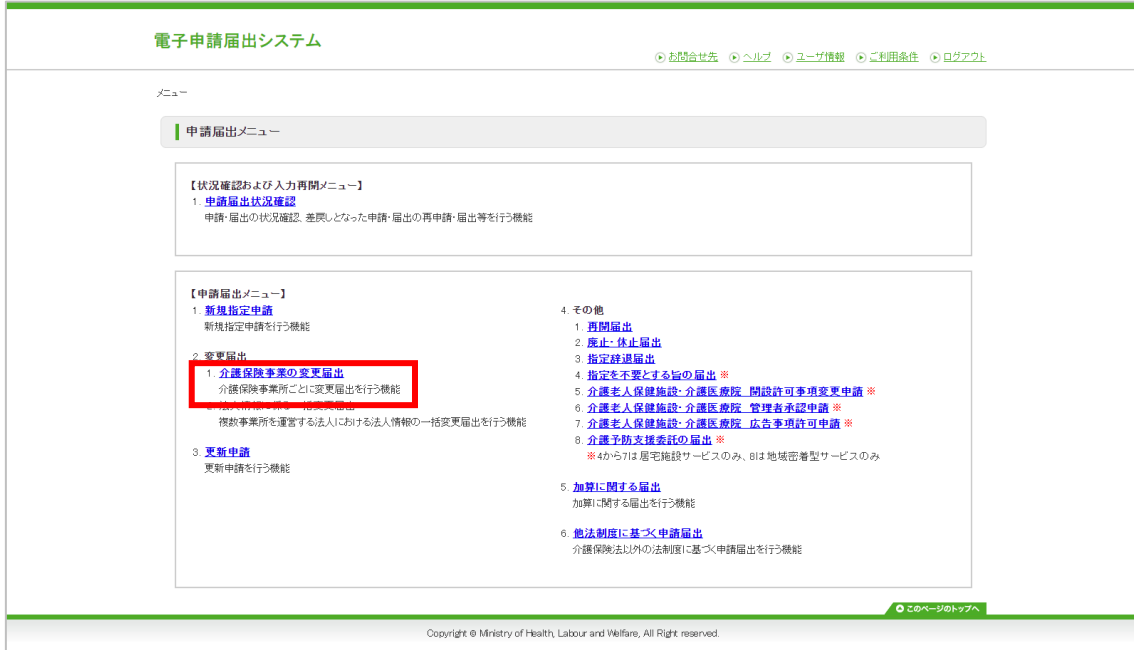 電子申請届出システム
お問合せ先 ヘルプ ユーザ情報 ご利用条件 ログアウト
メニュー
申請届出メニュー
【状況確認および入力再開メニュー】
1. 申請届出状況確認
申請・届出の状況確認、差戻しとなった申請・届出の再申請・届出等を行う機能
【申請届出メニュー】
1. 新規指定申請
新規指定申請を行う機能
2. 変更届出
1. 介護保険事業の変更届出
介護保険事業所ごとに変更届出を行う機能
複数事業所を運営する法人における法人情報の一括変更届出を行う機能
3. 更新申請
更新申請を行う機能
4. その他
1. 再開届出
2. 廃止・休止届出
3. 指定辞退届出
4. 指定を不要とする旨の届出 ※
5. 介護老人保健施設・介護医療院 開設許可事項変更申請 ※
6. 介護老人保健施設・介護医療院 管理者承認申請 ※
7. 介護老人保健施設・介護医療院 広告事項許可申請 ※
8. 介護予防支援委託の届出 ※
※4から7は居宅施設サービスのみ、8は地域密着型サービスのみ
5. 加算に関する届出
加算に関する届出を行う機能
6. 他法制度に基づく申請届出
介護保険法以外の法制度に基づく申請届出を行う機能
このページのトップへ
Copyright © Ministry of Health, Labour and Welfare, All Right reserved.